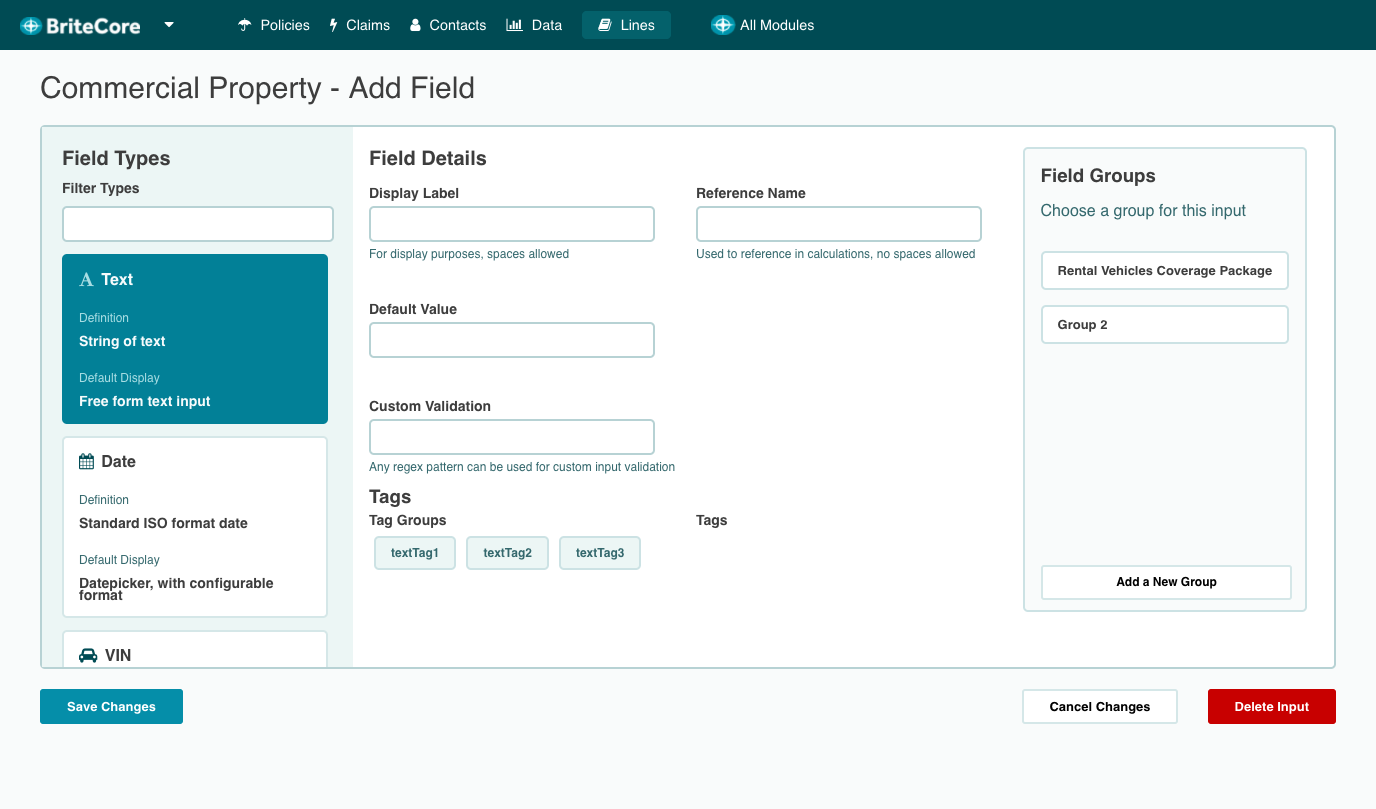 BriteCore
Policies
Claims
Contacts
Data
Lines
All Modules
Commercial Property - Add Field
Field Types
Filter Types
Text
Definition
String of text
Default Display
Free form text input
Date
Definition
Standard ISO format date
Default Display
Datepicker, with configurable
format
VIN
Field Details
Display Label
For display purposes, spaces allowed
Reference Name
Used to reference in calculations, no spaces allowed
Default Value
Custom Validation
Any regex pattern can be used for custom input validation
Tags
Tag Groups
textTag1
textTag2
textTag3
Tags
Field Groups
Choose a group for this input
Rental Vehicles Coverage Package
Group 2
Add a New Group
Save Changes
Cancel Changes
Delete Input